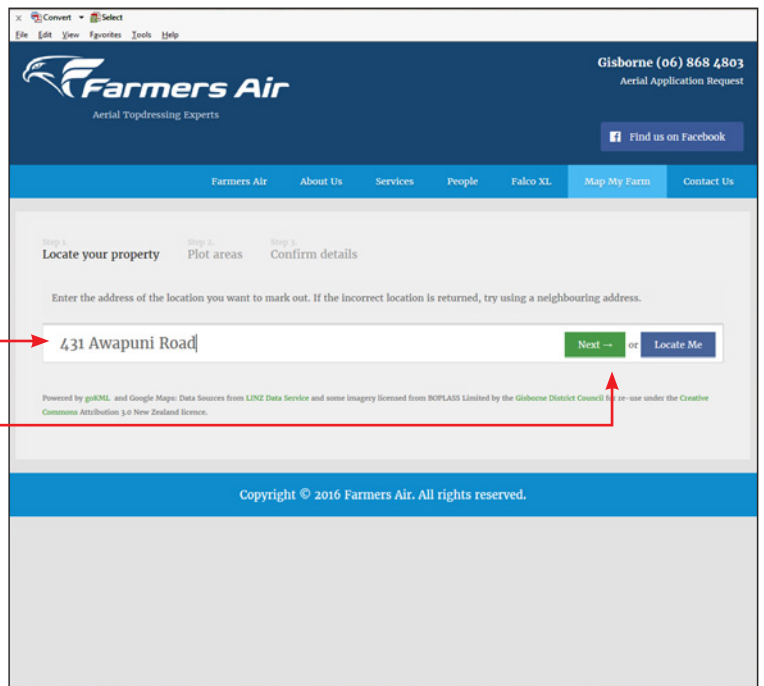 x Convert Select
File Edit View Favorites Tools Help
Farmers Air
Aerial Topdressing Experts
Gisborne (06) 868 4803
Aerial Application Request
Find us on Facebook
Farmers Air About Us Services People Falco XL Map My Farm Contact Us
Step 1. Step 2. Step 3.
Locate your property Plot areas Confirm details
Enter the address of the location you want to mark out. If the incorrect location is returned, try using a neighbouring address.
431 Awapuni Road
Next → or Locate Me
Powered by goKML and Google Maps: Data Sources from LINZ Data Service and some imagery licensed from BOPLASS Limited by the Gisborne District Council for re-use under the Creative
Commons Attribution 3.0 New Zealand licence.
Copyright © 2016 Farmers Air. All rights reserved.